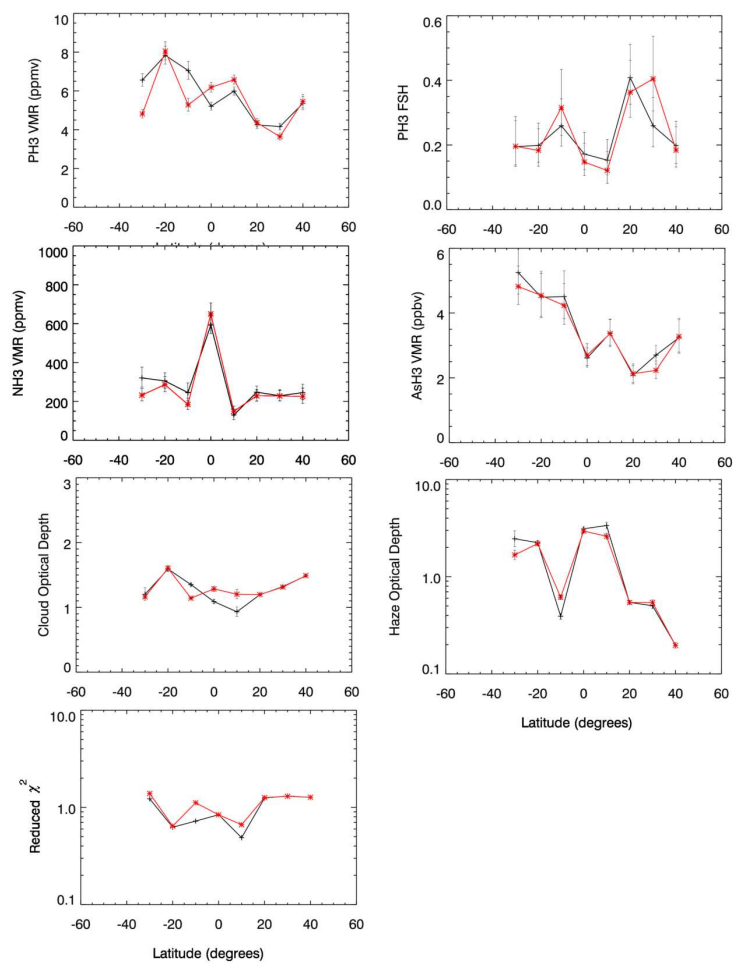 10
8
6
4
2
0
PH3 VMR (ppmv)
-60 -40 -20 0 20 40 60
0.6
0.4
0.2
0.0
PH3 FSH
-60 -40 -20 0 20 40 60
1000
800
600
400
200
0
NH3 VMR (ppmv)
-60 -40 -20 0 20 40 60
6
4
2
0
AsH3 VMR (ppbv)
-60 -40 -20 0 20 40 60
3
2
1
0
Cloud Optical Depth
-60 -40 -20 0 20 40 60
10.0
1.0
0.1
Haze Optical Depth
-60 -40 -20 0 20 40 60
Latitude (degrees)
10.0
1.0
0.1
Reduced χ²
-60 -40 -20 0 20 40 60
Latitude (degrees)